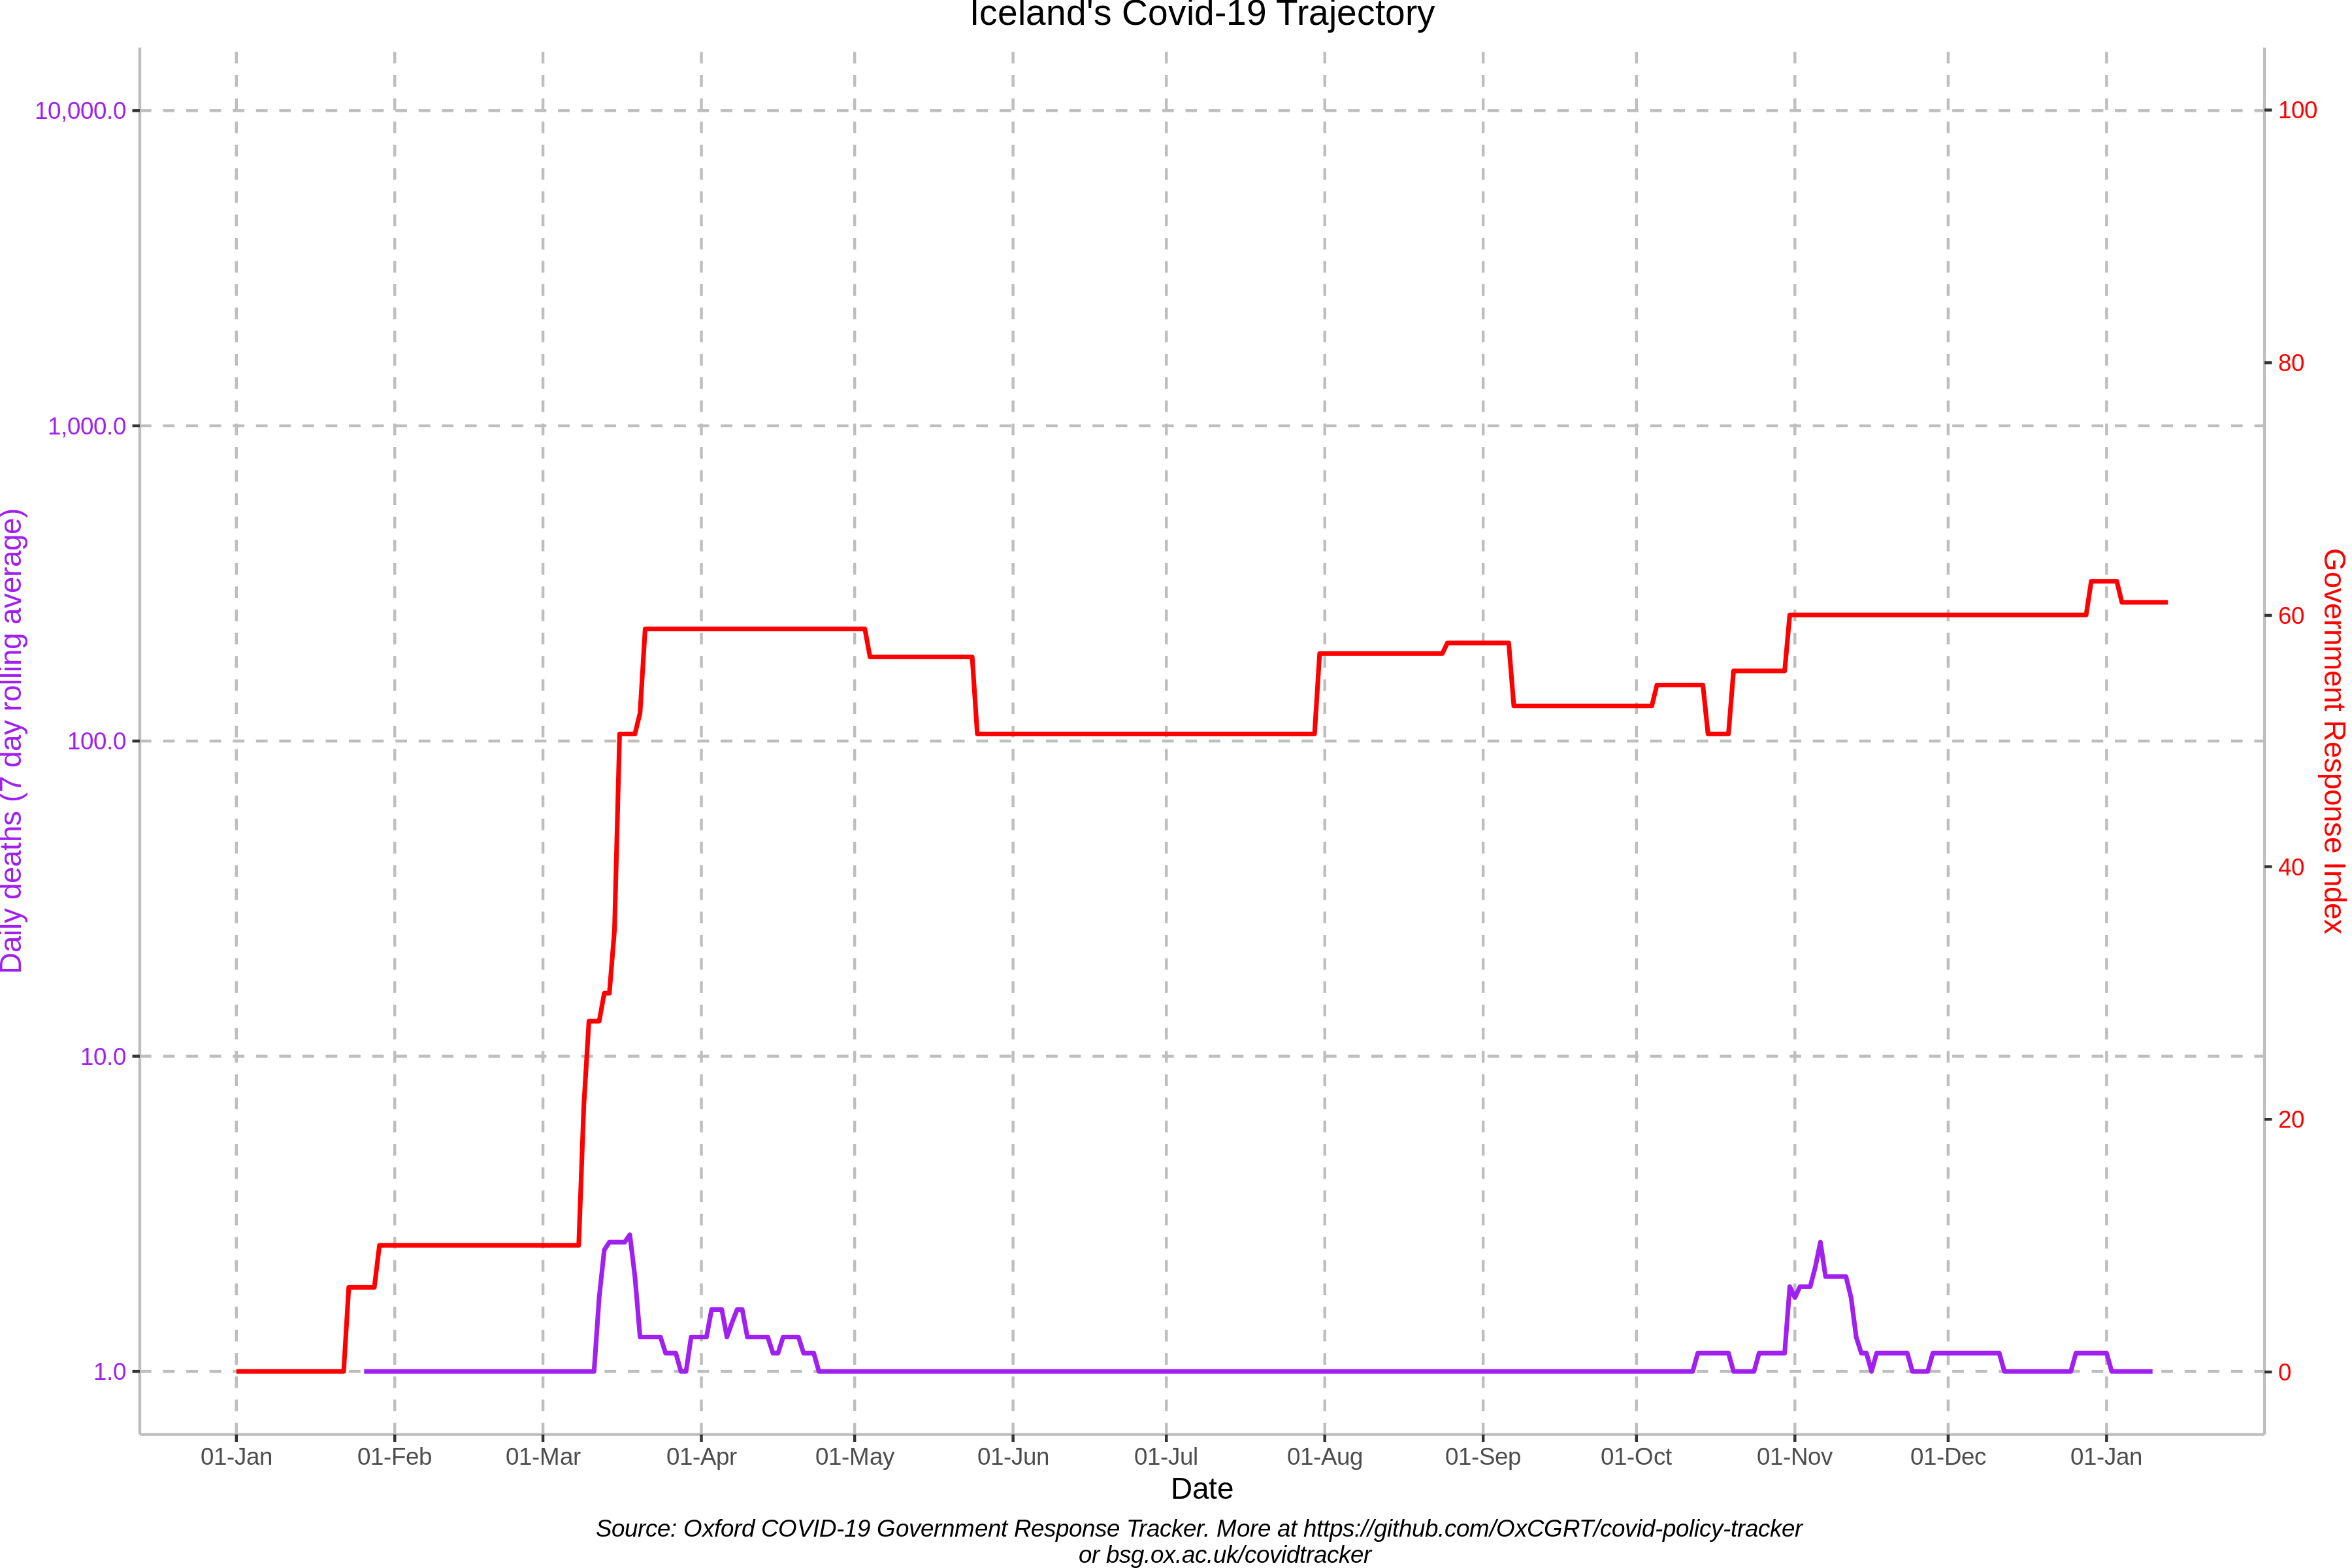 Iceland's Covid-19 Trajectory
10,000.0
1,000.0
100.0
10.0
1.0
Daily deaths (7 day rolling average)
100
80
60
40
20
0
Government Response Index
01-Jan 01-Feb 01-Mar 01-Apr 01-May 01-Jun 01-Jul 01-Aug 01-Sep 01-Oct 01-Nov 01-Dec 01-Jan
Date
Source: Oxford COVID-19 Government Response Tracker. More at https://github.com/OxCGRT/covid-policy-tracker
or bsg.ox.ac.uk/covidtracker